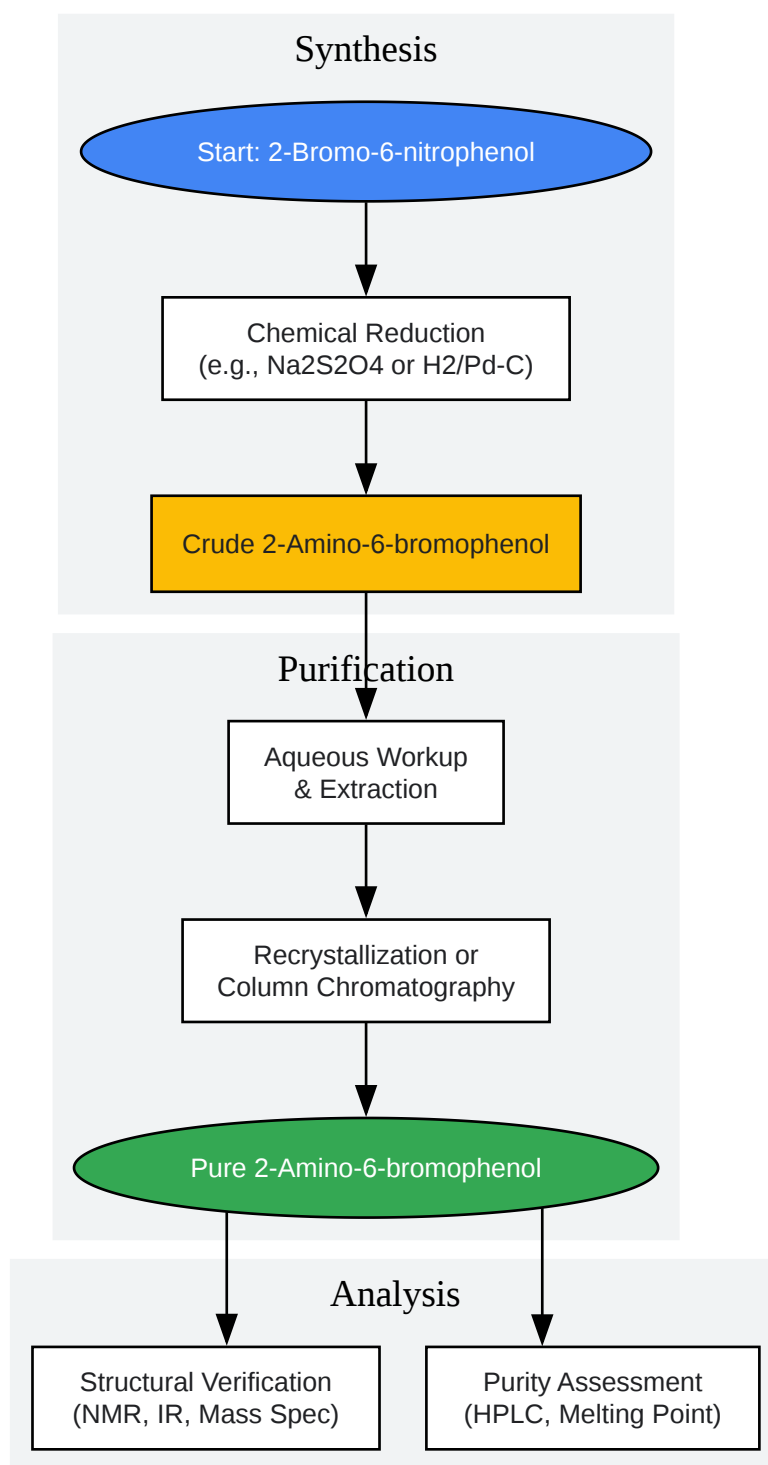 Synthesis
Start: 2-Bromo-6-nitrophenol
Chemical Reduction
(e.g., Na2S2O4 or H2/Pd-C)
Crude 2-Amino-6-bromophenol
Purification
Aqueous Workup
& Extraction
Recrystallization or
Column Chromatography
Pure 2-Amino-6-bromophenol
Analysis
Structural Verification
(NMR, IR, Mass Spec)
Purity Assessment
(HPLC, Melting Point)